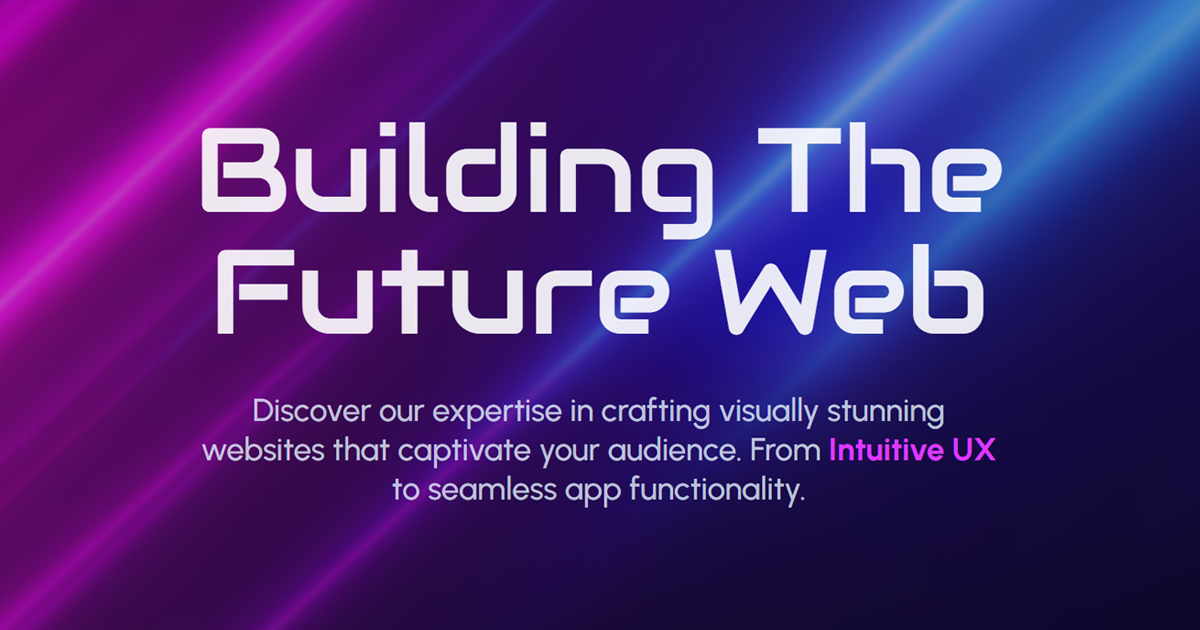 Building The
Future Web
Discover our expertise in crafting visually stunning
websites that captivate your audience. From Intuitive UX
to seamless app functionality.